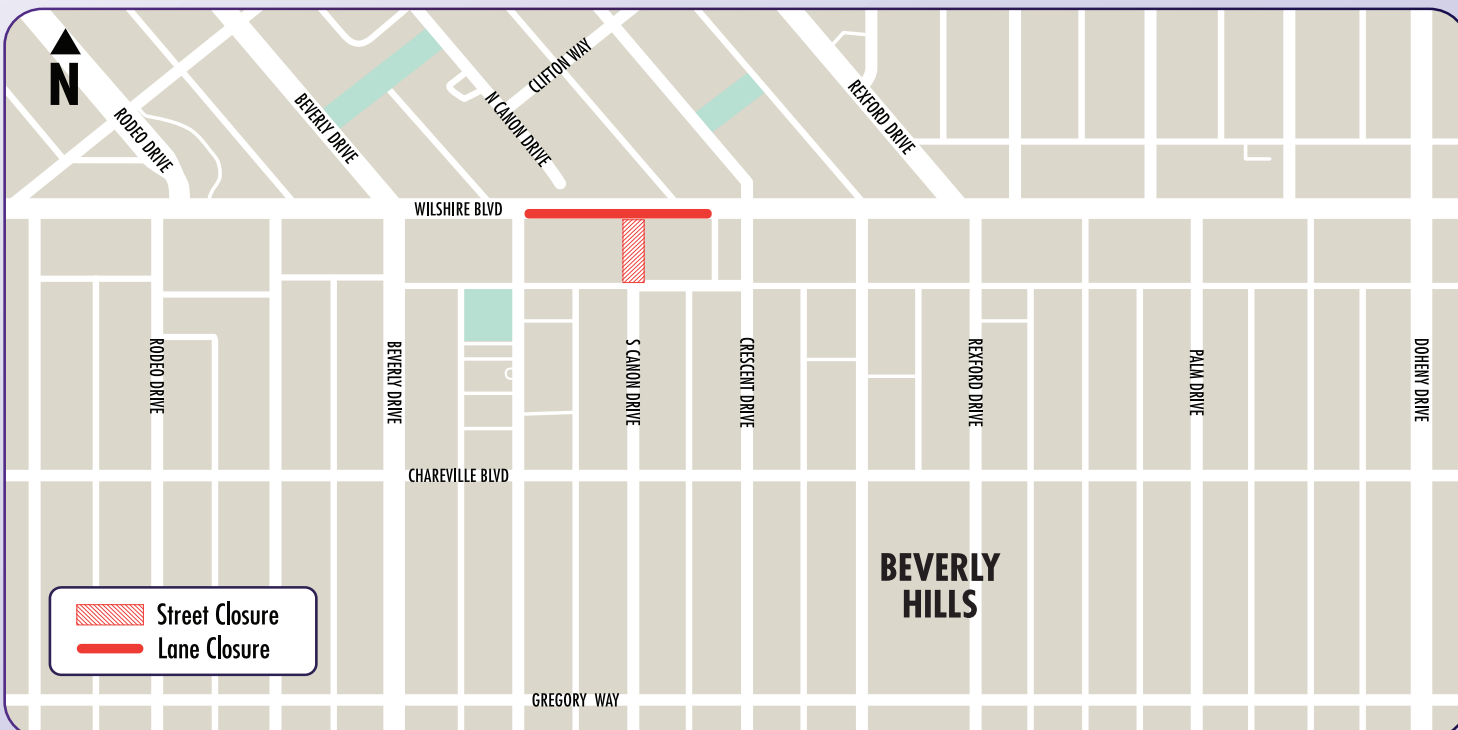 N
RODEO DRIVE
BEVERLY DRIVE
N CANON DRIVE
CLIFTON WAY
REXFORD DRIVE
WILSHIRE BLVD
RODEO DRIVE
BEVERLY DRIVE
S CANON DRIVE
CRESCENT DRIVE
REXFORD DRIVE
PALM DRIVE
DOHENY DRIVE
CHAREVILLE BLVD
BEVERLY
HILLS
Street Closure
Lane Closure
GREGORY WAY